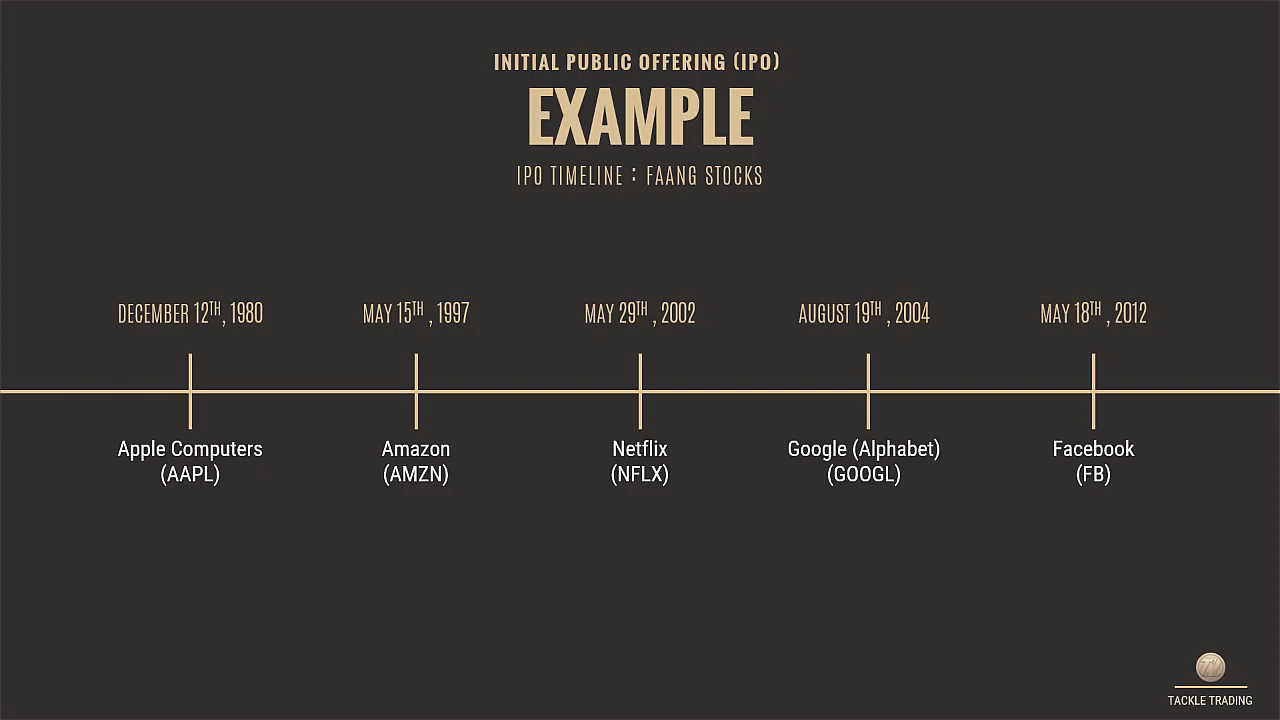 INITIAL PUBLIC OFFERING (IPO)
EXAMPLE
IPO TIMELINE : FAANG STOCKS
DECEMBER 12TH, 1980
MAY 15TH , 1997
MAY 29TH , 2002
AUGUST 19TH , 2004
MAY 18TH , 2012
Apple Computers
(AAPL)
Amazon
(AMZN)
Netflix
(NFLX)
Google (Alphabet)
(GOOGL)
Facebook
(FB)
TACKLE TRADING